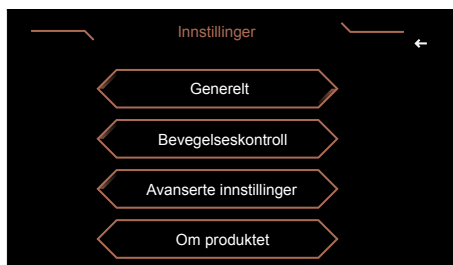 Innstillinger
Generelt
Bevegelseskontroll
Avanserte innstillinger
Om produktet